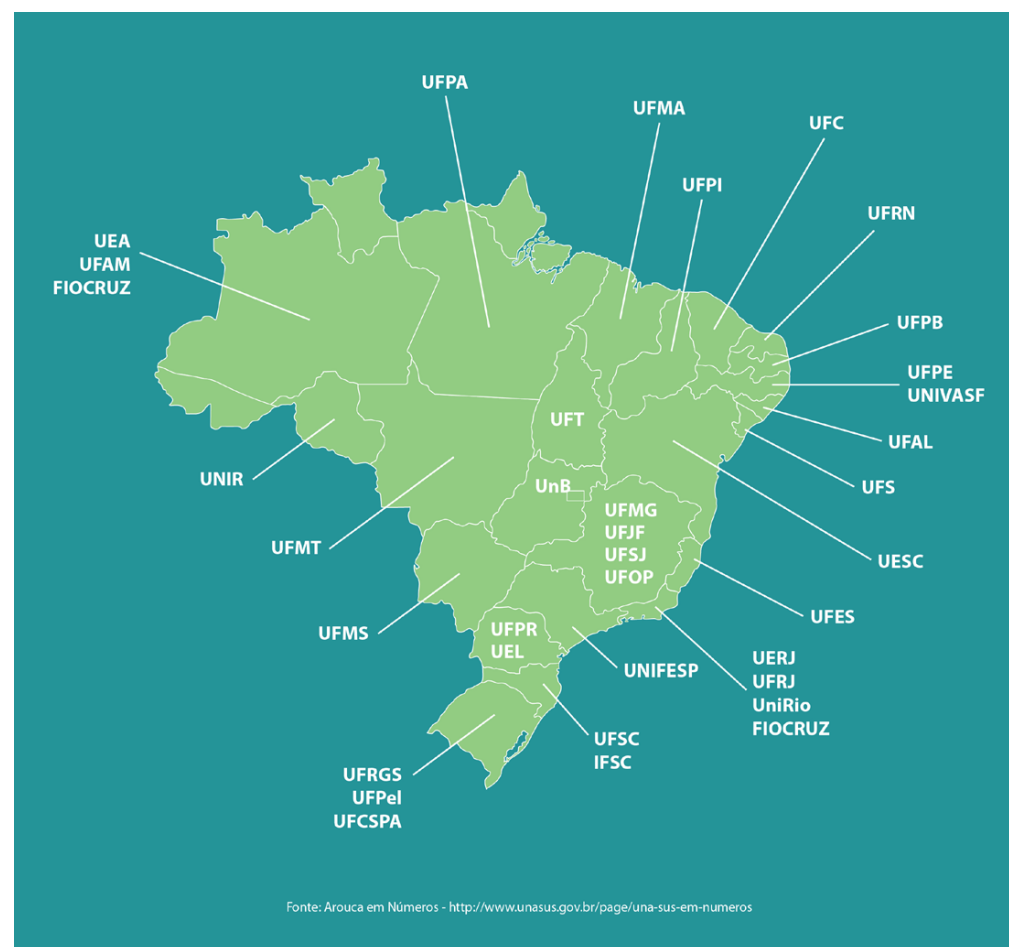 UFPA
UFMA
UFC
UFPI
UFRN
UEA
UFAM
FIOCRUZ
UFPB
UFPE
UNIVASF
UFT
UFAL
UNIR
UnB
UFS
UFMG
UFJF
UFSJ
UFOP
UFMT
UESC
UFES
UFMS
UFPR
UEL
UNIFESP
UERJ
UFRJ
UniRio
FIOCRUZ
UFSC
IFSC
UFRGS
UFPel
UFCSPA
Fonte: Arouca em Números - http://www.unasus.gov.br/page/una-sus-em-numeros